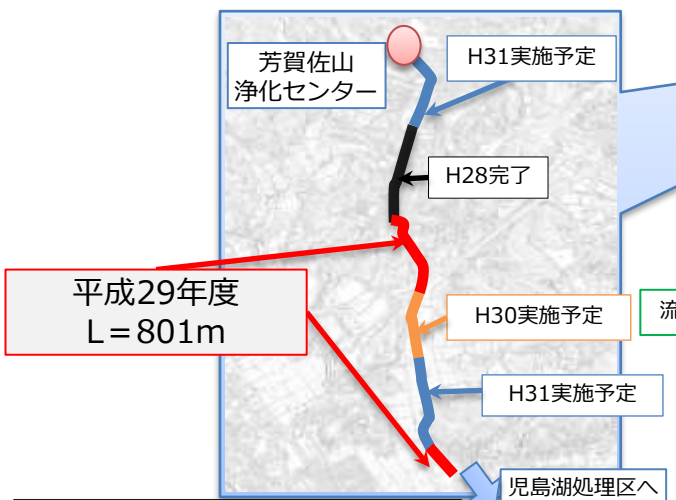 芳賀佐山
浄化センター
H31実施予定
H28完了
平成29年度
L=801m
H30実施予定
流
H31実施予定
児島湖処理区へ